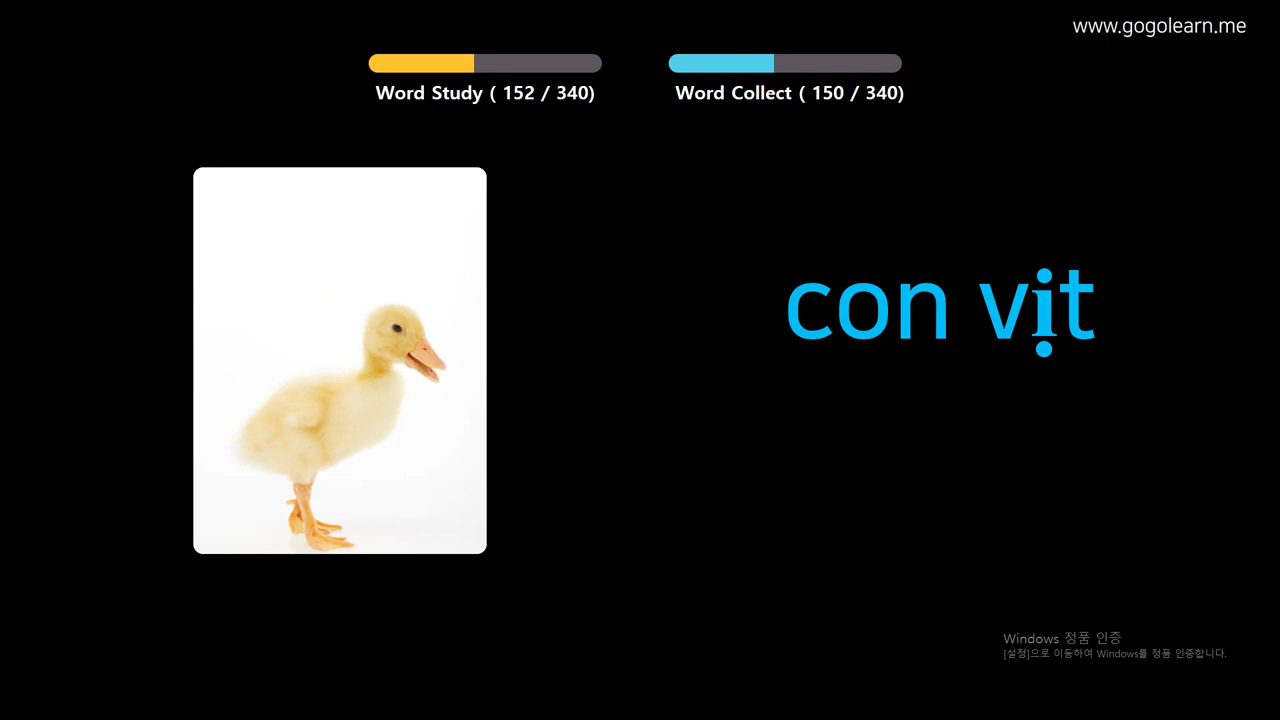 www.gogolearn.me
Word Study ( 152 / 340)
Word Collect ( 150 / 340)
con vịt
Windows 정품 인증
[설정]으로 이동하여 Windows를 정품 인증합니다.